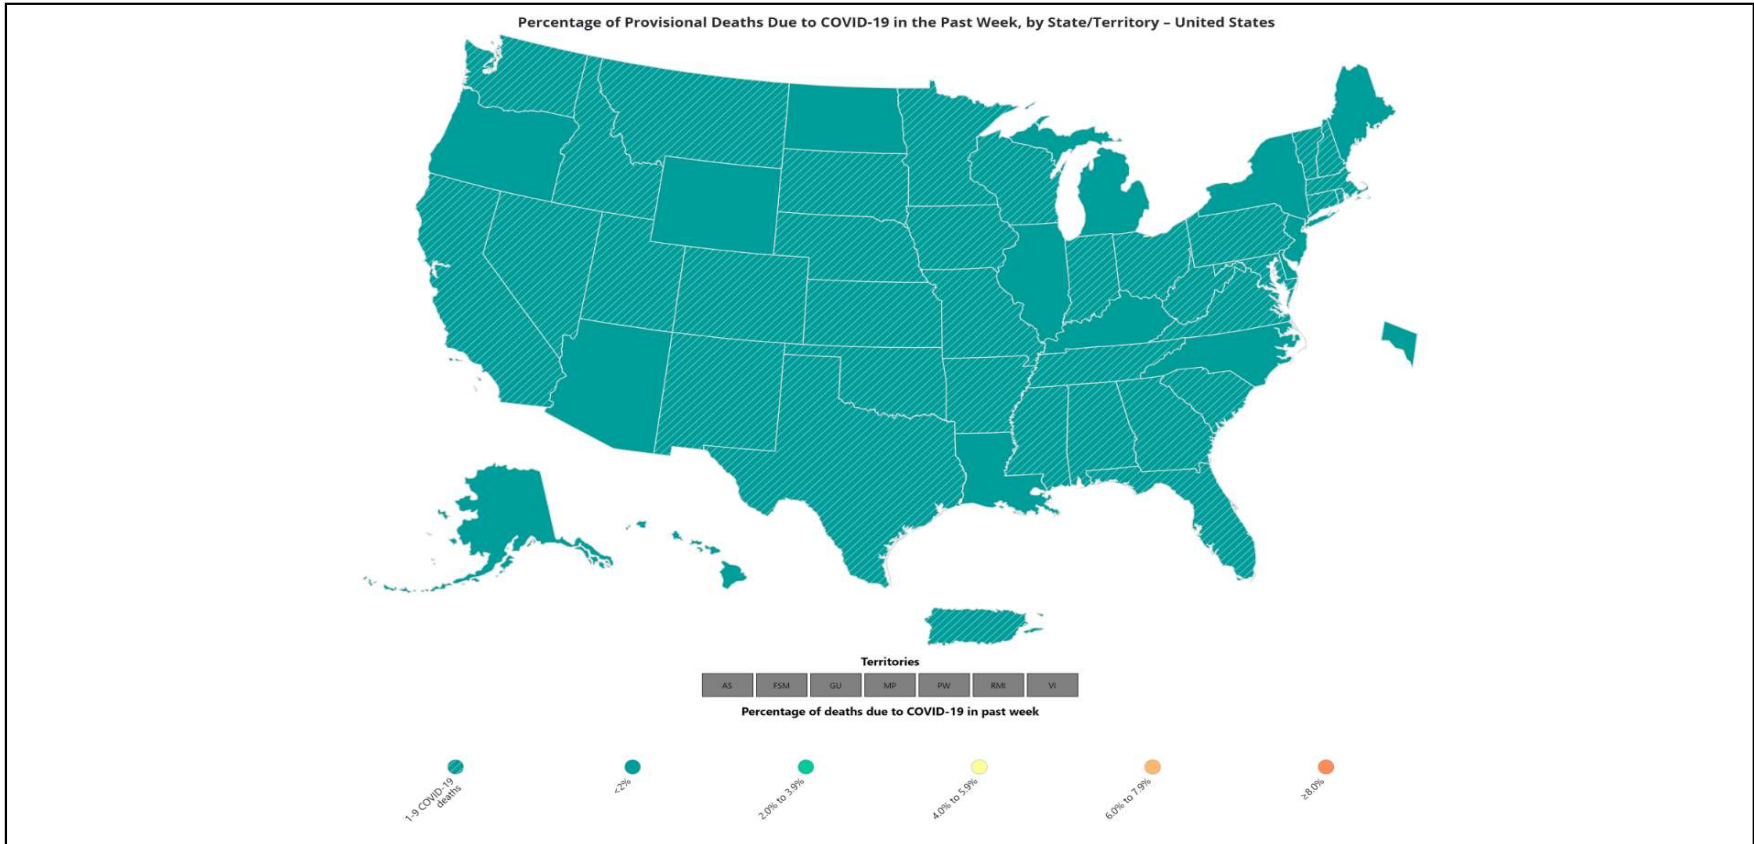 Percentage of Provisional Deaths Due to COVID-19 in the Past Week, by State/Territory – United States
Territories
AS FSM GU MP PW RMI VI
Percentage of deaths due to COVID-19 in past week
1-9 COVID-19
deaths
<2%
2.0% to 3.9%
4.0% to 5.9%
6.0% to 7.9%
≥8.0%